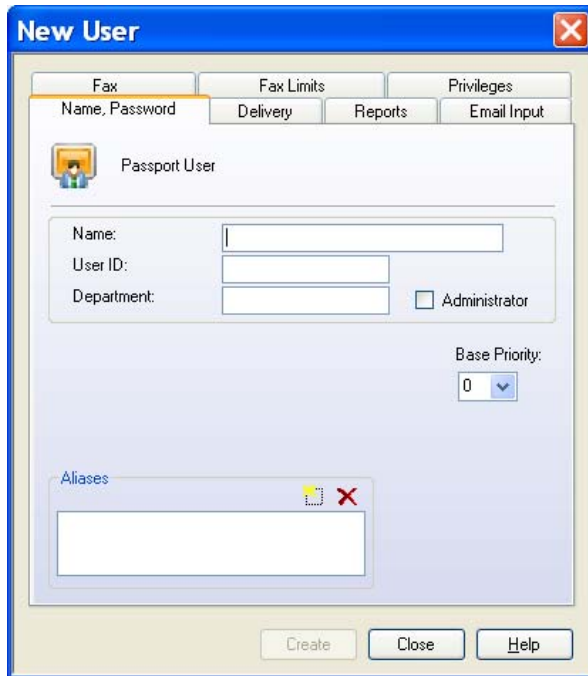 New User
Fax Fax Limits Privileges
Name, Password Delivery Reports Email Input
Passport User
Name:
User ID:
Department: Administrator
Base Priority:
0
Aliases
Create Close Help